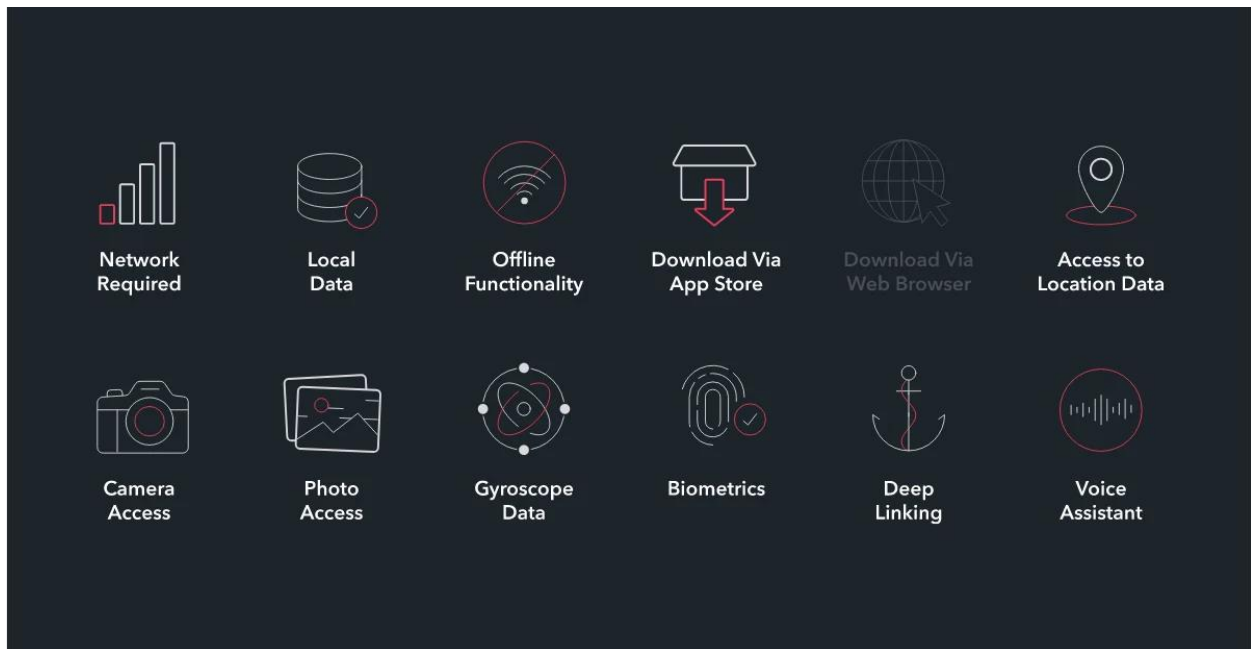 Network
Required
Local
Data
Offline
Functionality
Download Via
App Store
Download Via
Web Browser
Access to
Location Data
Camera
Access
Photo
Access
Gyroscope
Data
Biometrics
Deep
Linking
Voice
Assistant